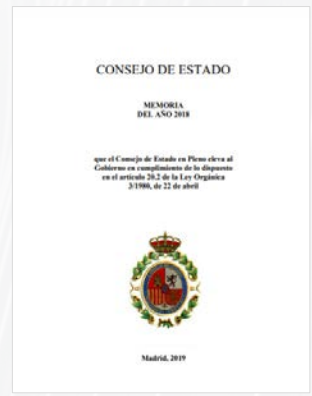 CONSEJO DE ESTADO
MEMORIA
DEL AÑO 2018
que el Consejo de Estado en Pleno eleva al
Gobierno en cumplimiento de lo dispuesto
en el artículo 20.2 de la Ley Orgánica
3/1980, de 22 de abril
Madrid, 2019